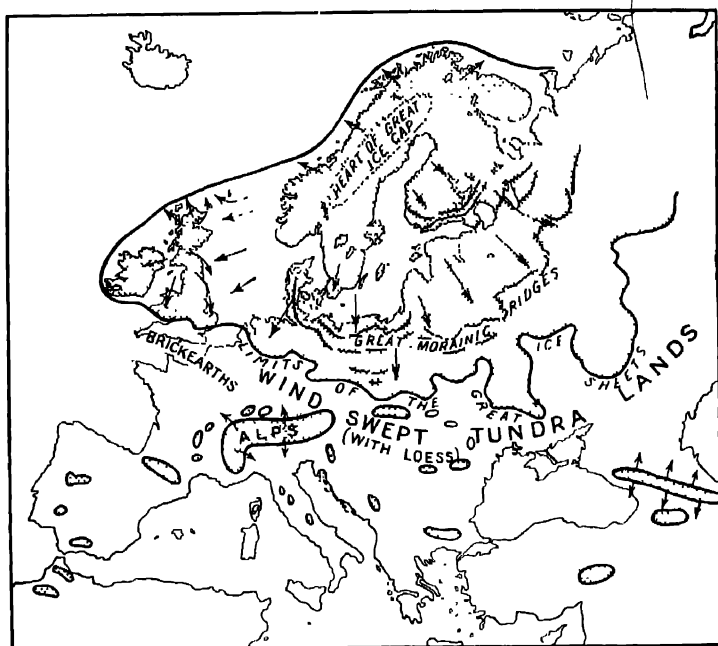 HEART OF GREAT
ICE CAP
GREAT MORAINIC RIDGES
BRICKEARTHS
LIMITS OF THE GREAT ICE SHEETS
WIND SWEPT TUNDRA LANDS
(WITH LOESS)
ALPS